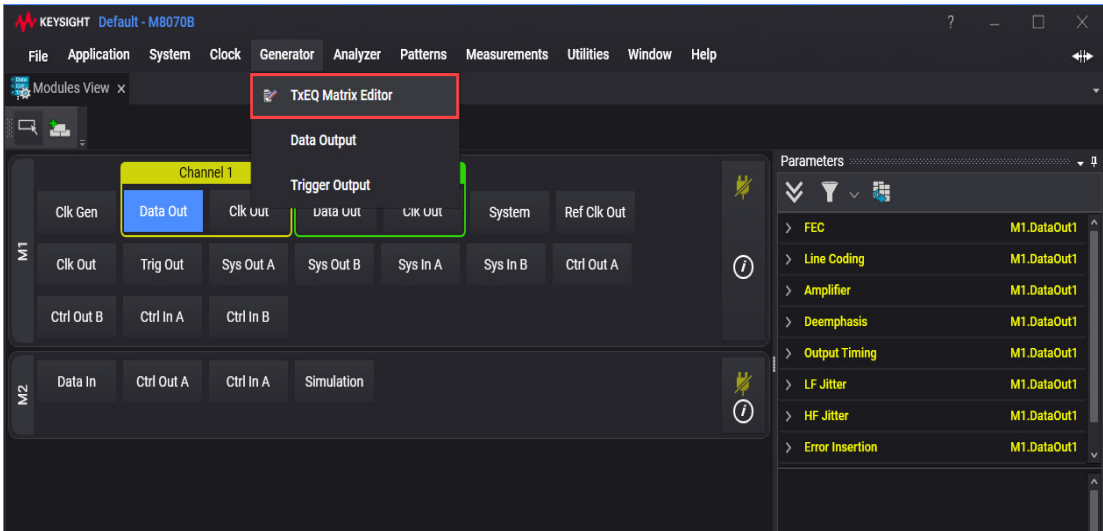 KEYSIGHT Default - M8070B
File Application System Clock Generator Analyzer Patterns Measurements Utilities Window Help
Modules View
TxEQ Matrix Editor
Data Output
Trigger Output
Parameters
M1
Channel 1
Clk Gen Data Out Clk Out Data Out Clk Out System Ref Clk Out
Clk Out Trig Out Sys Out A Sys Out B Sys In A Sys In B Ctrl Out A
Ctrl Out B Ctrl In A Ctrl In B
M2
Data In Ctrl Out A Ctrl In A Simulation
FEC M1.DataOut1
Line Coding M1.DataOut1
Amplifier M1.DataOut1
Deemphasis M1.DataOut1
Output Timing M1.DataOut1
LF Jitter M1.DataOut1
HF Jitter M1.DataOut1
Error Insertion M1.DataOut1